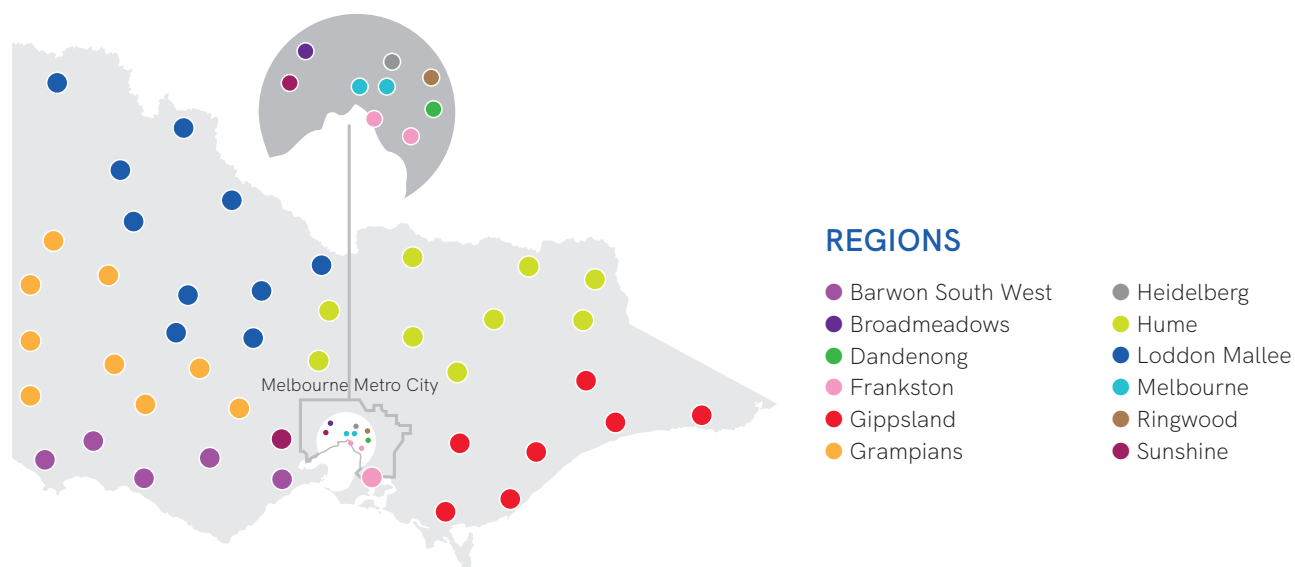 Melbourne Metro City
REGIONS
Barwon South West
Broadmeadows
Dandenong
Frankston
Gippsland
Grampians
Heidelberg
Hume
Loddon Mallee
Melbourne
Ringwood
Sunshine